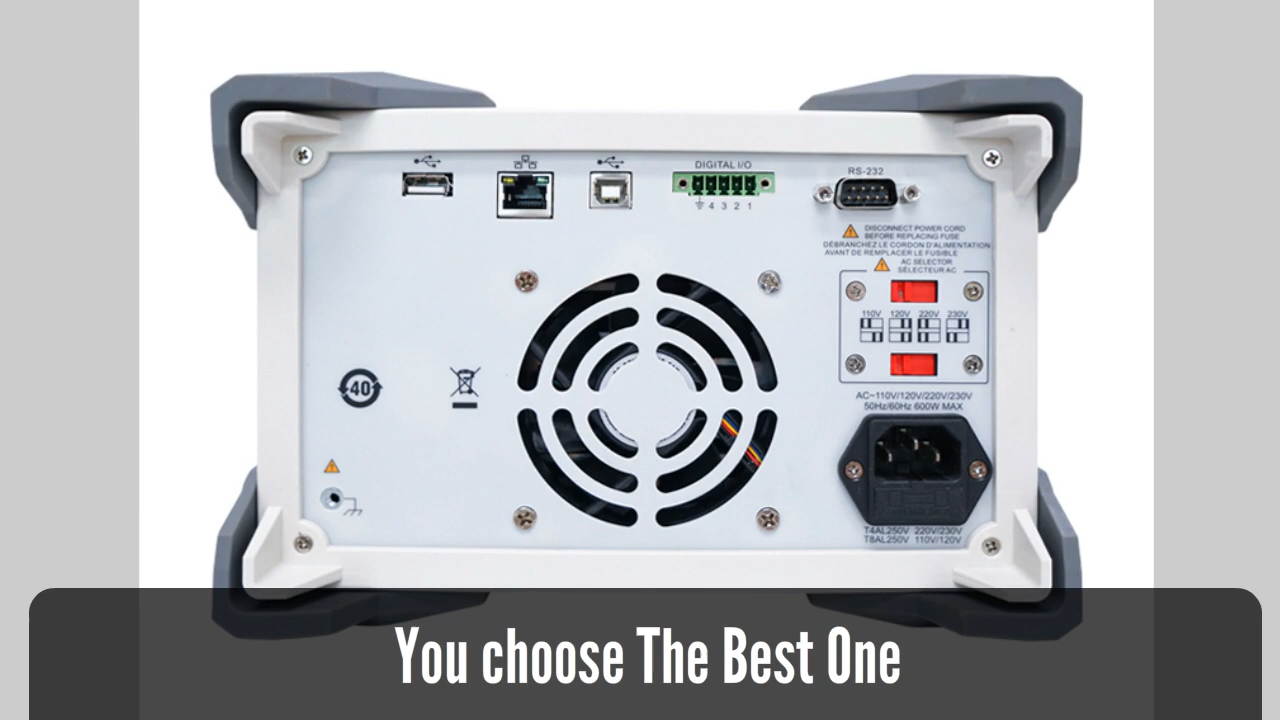 DIGITAL I/O
4 3 2 1
RS-232
DISCONNECT POWER CORD
BEFORE REPLACING FUSE
DÉBRANCHEZ LE CORDON D'ALIMENTATION
AVANT DE REMPLACER LE FUSIBLE
AC SELECTOR
SÉLECTEUR AC
110V 120V 220V 230V
AC~110V/120V/220V/230V
50Hz/60Hz 600W MAX
40
T4AL250V 220V/230V
T8AL250V 110V/120V
You choose The Best One